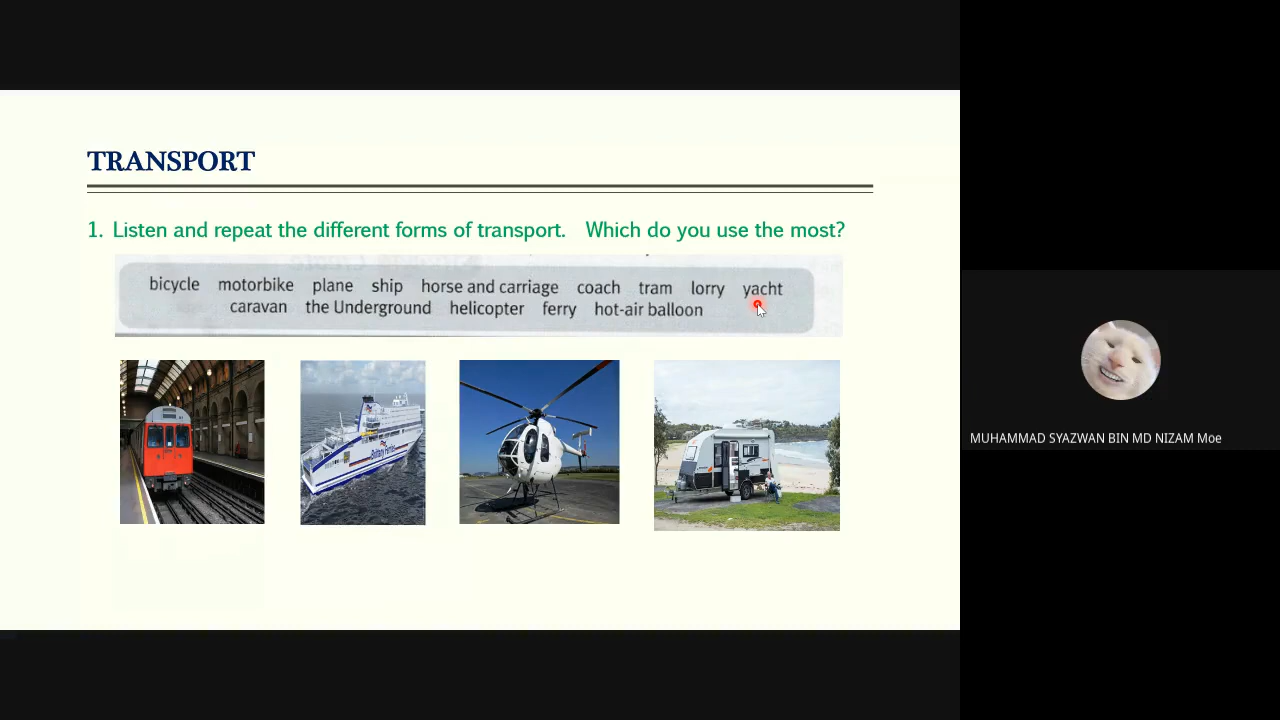 TRANSPORT
1. Listen and repeat the different forms of transport. Which do you use the most?
bicycle motorbike plane ship horse and carriage coach tram lorry yacht
caravan the Underground helicopter ferry hot-air balloon
Brittany Ferries
MUHAMMAD SYAZWAN BIN MD NIZAM Moe